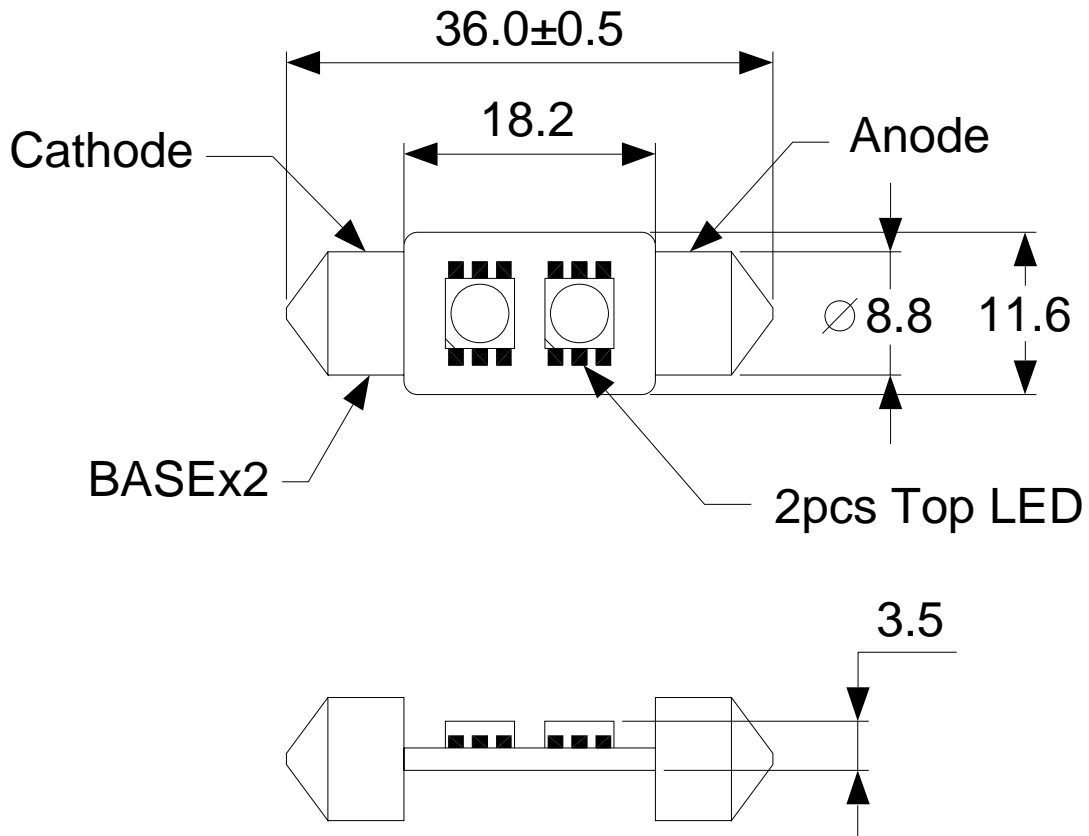 36.0±0.5
18.2
Cathode
Anode
⌀8.8
11.6
BASEx2
2pcs Top LED
3.5